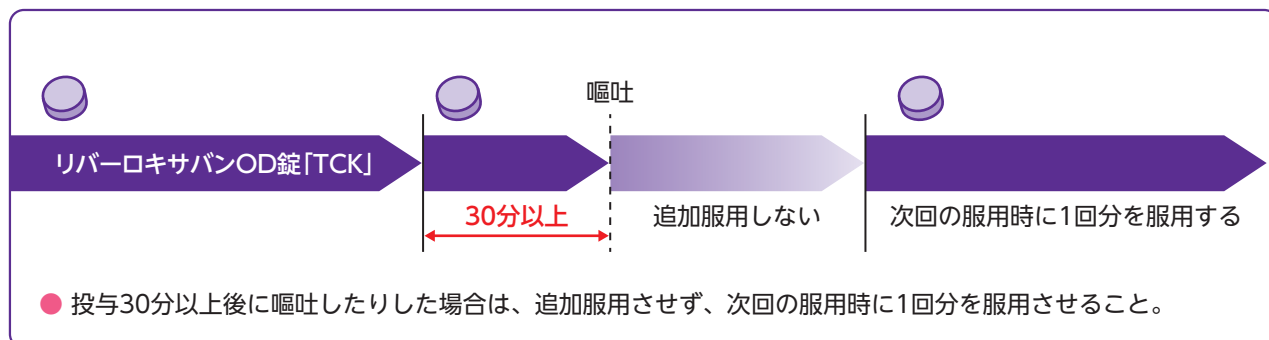 嘔吐
リバーロキサバンOD錠「TCK」
30分以上
追加服用しない
次回の服用時に1回分を服用する
● 投与30分以上後に嘔吐したりした場合は、追加服用させず、次回の服用時に1回分を服用させること。